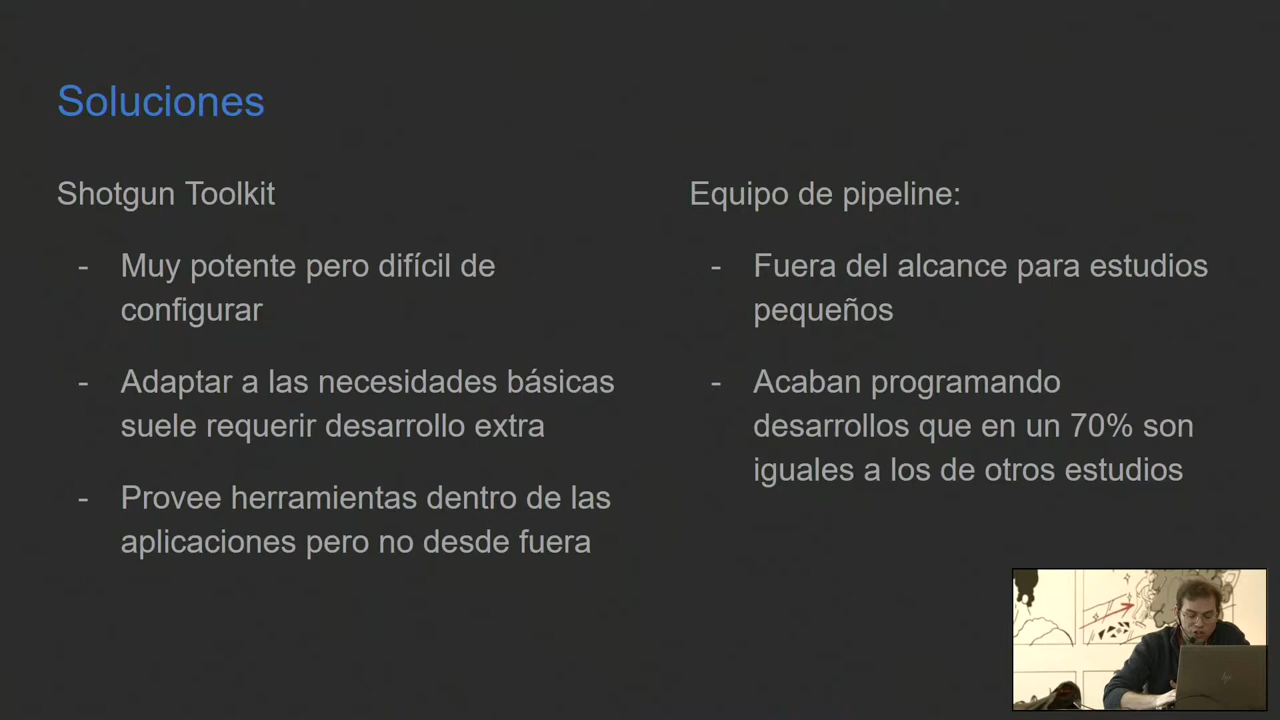 Soluciones
Shotgun Toolkit
- Muy potente pero difícil de
configurar
- Adaptar a las necesidades básicas
suele requerir desarrollo extra
- Provee herramientas dentro de las
aplicaciones pero no desde fuera
Equipo de pipeline:
- Fuera del alcance para estudios
pequeños
- Acaban programando
desarrollos que en un 70% son
iguales a los de otros estudios